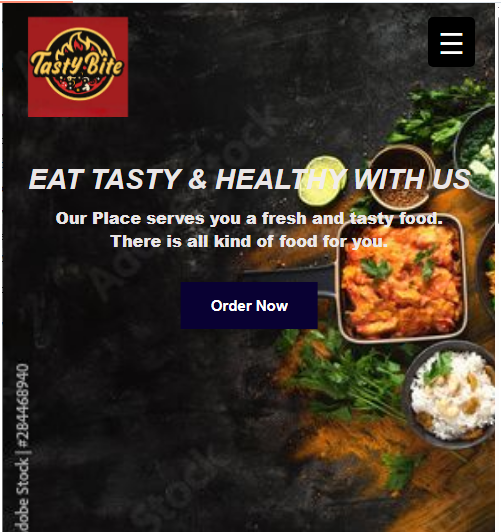 Tasty Bite
EAT TASTY & HEALTHY WITH US
Our Place serves you a fresh and tasty food.
There is all kind of food for you.
Order Now
dobe Stock | #284468940